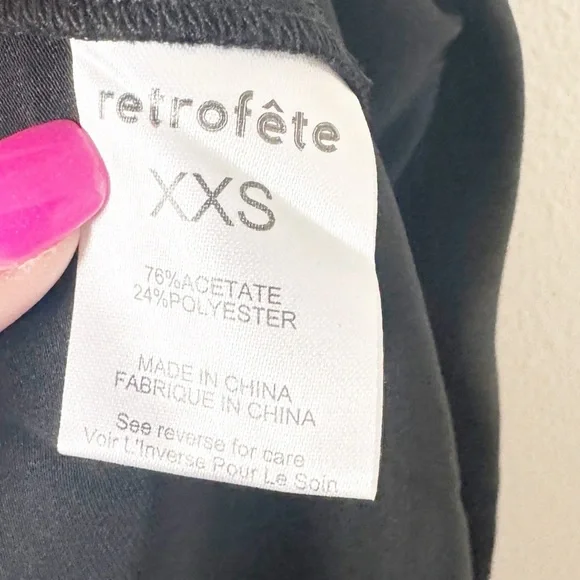 retrofête
XXS
76%ACETATE
24%POLYESTER
MADE IN CHINA
FABRIQUE IN CHINA
See reverse for care
Voir L'Inverse Pour Le Soin